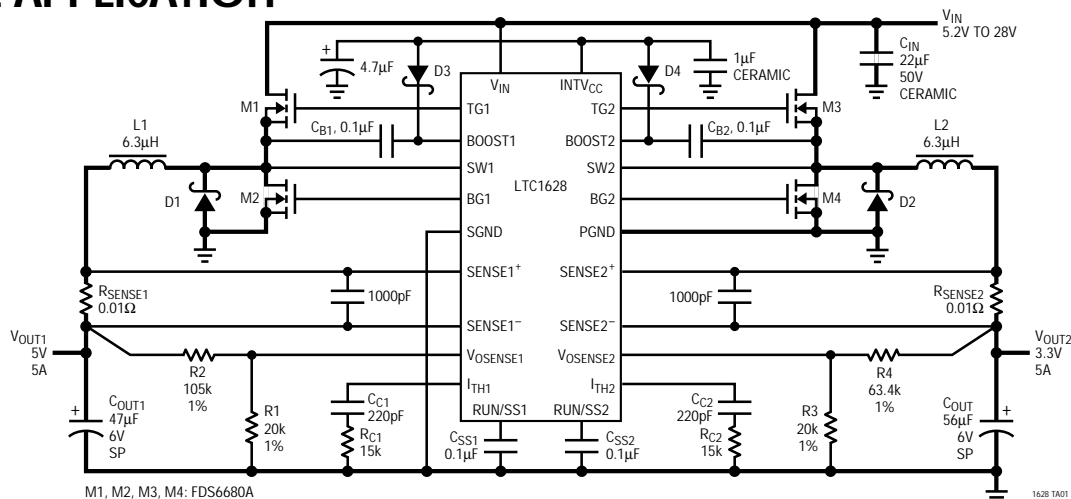 APPLICATION
VIN
5.2V TO 28V
CIN
22µF
50V
CERAMIC
+
4.7µF
D3
D4
1µF
CERAMIC
VIN
INTVCC
M1
TG1
TG2
M3
L1
6.3µH
CB1, 0.1µF
BOOST1
BOOST2
CB2, 0.1µF
L2
6.3µH
SW1
SW2
LTC1628
D1
M2
BG1
BG2
M4
D2
SGND
PGND
SENSE1+
SENSE2+
RSENSE1
0.01Ω
1000pF
1000pF
RSENSE2
0.01Ω
SENSE1–
SENSE2–
VOUT1
5V
5A
VOSENSE1
VOSENSE2
VOUT2
3.3V
5A
R2
105k
1%
R4
63.4k
1%
ITH1
ITH2
+
COUT1
47µF
6V
SP
R1
20k
1%
CC1
220pF
RC1
15k
RUN/SS1
RUN/SS2
CSS1
0.1µF
CSS2
0.1µF
CC2
220pF
RC2
15k
R3
20k
1%
COUT
56µF
6V
SP
+
M1, M2, M3, M4: FDS6680A
1628 TA01